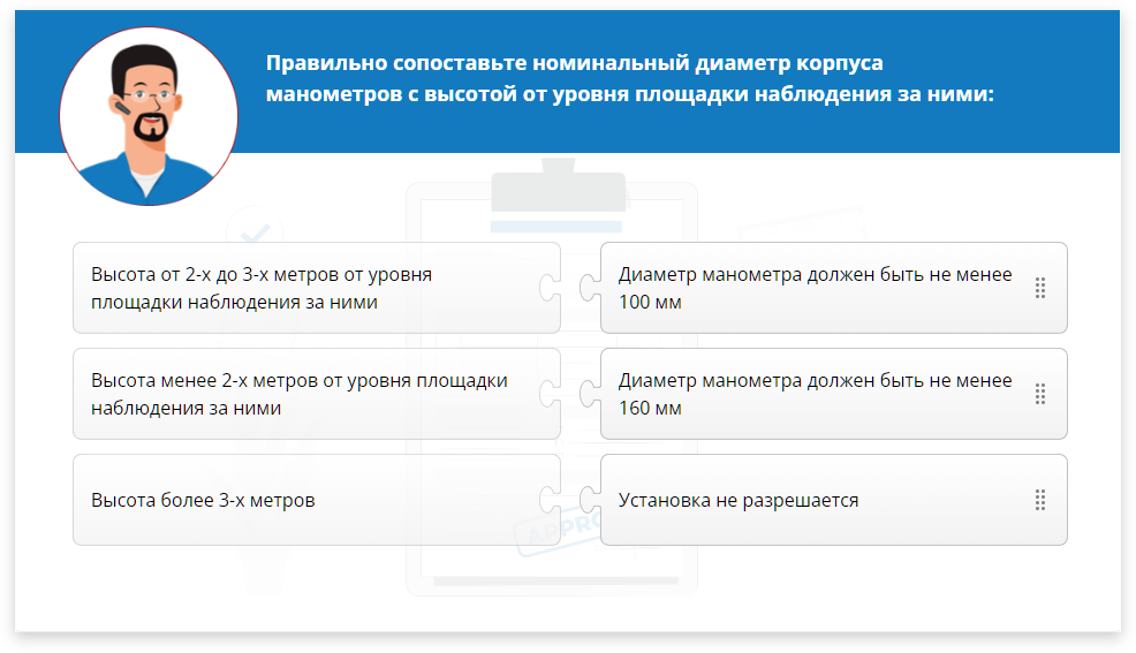 Правильно сопоставьте номинальный диаметр корпуса
манометров с высотой от уровня площадки наблюдения за ними:
Высота от 2-х до 3-х метров от уровня
площадки наблюдения за ними
Диаметр манометра должен быть не менее
100 мм
Высота менее 2-х метров от уровня площадки
наблюдения за ними
Диаметр манометра должен быть не менее
160 мм
Высота более 3-х метров
Установка не разрешается